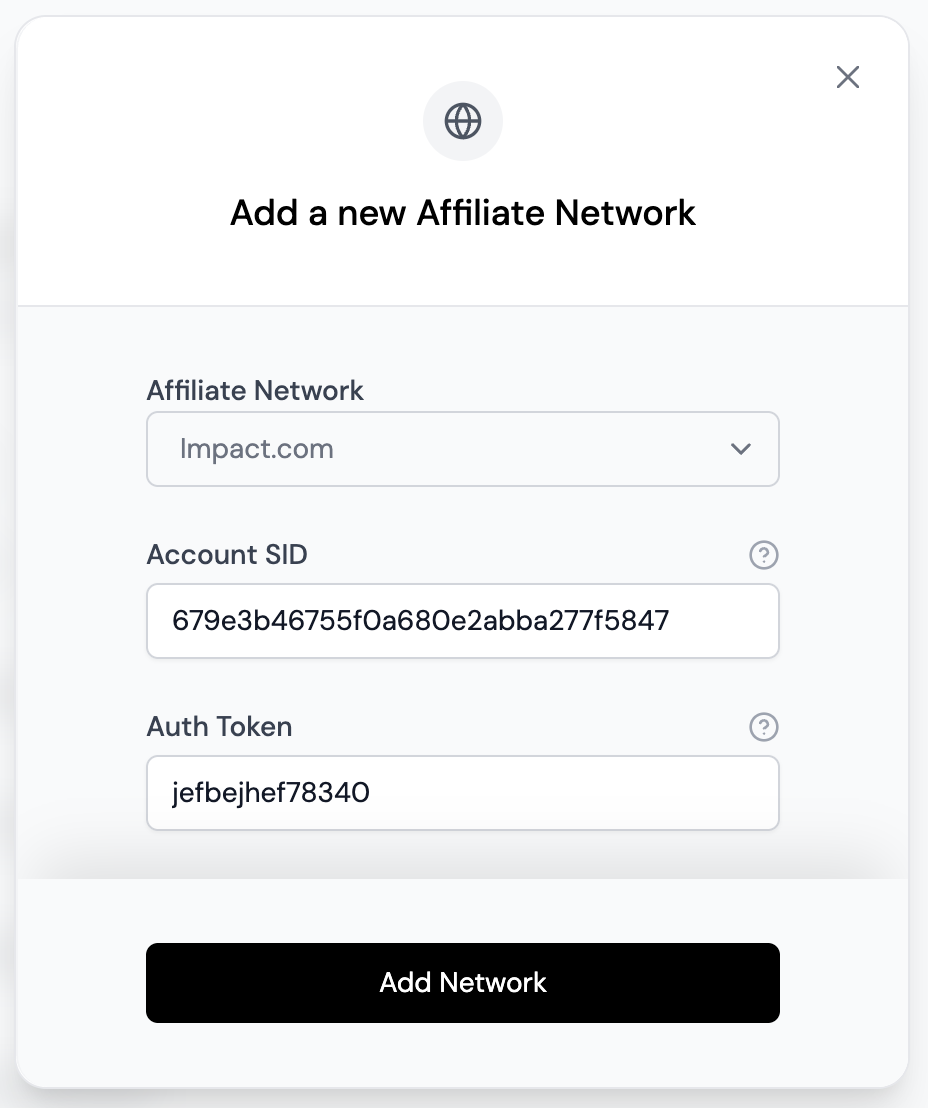 Add a new Affiliate Network
Affiliate Network
Impact.com
Account SID
679e3b46755f0a680e2abba277f5847
Auth Token
jefbejhef78340
Add Network